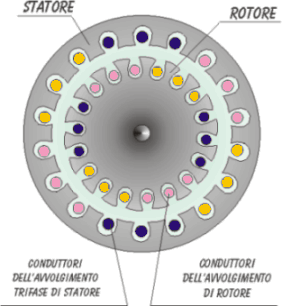 STATORE
ROTORE
CONDUTTORI
DELL'AVVOLGIMENTO
TRIFASE DI STATORE
CONDUTTORI
DELL'AVVOLGIMENTO
DI ROTORE